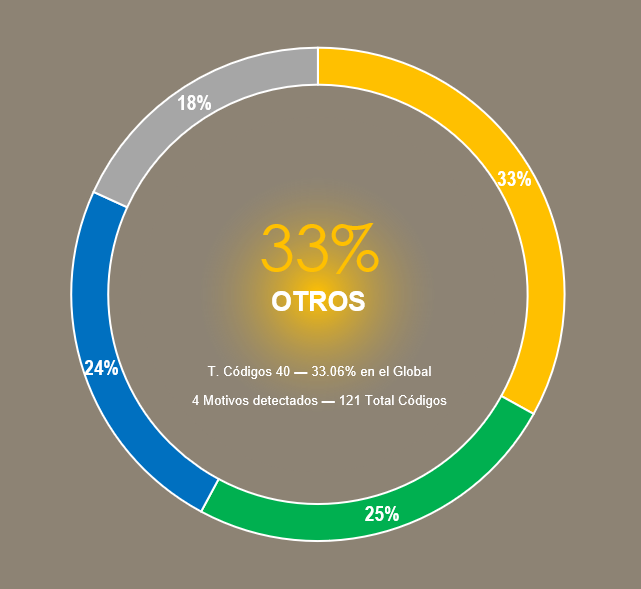 18%
33%
33%
OTROS
24%
T. Códigos 40 — 33.06% en el Global
4 Motivos detectados — 121 Total Códigos
25%